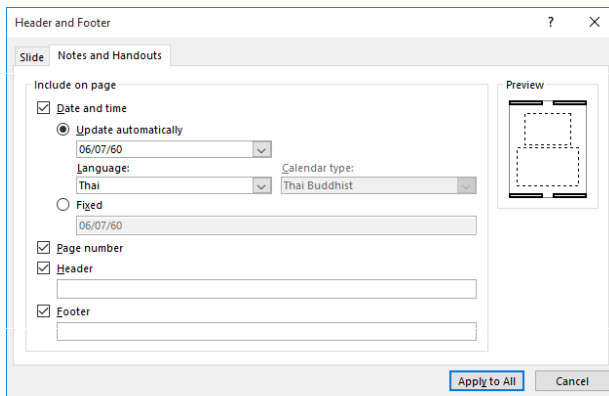 Header and Footer ?
Slide Notes and Handouts
Include on page Preview
Date and time
Update automatically
06/07/60
Language: Calendar type:
Thai Thai Buddhist
Fixed
06/07/60
Page number
Header
Footer
Apply to All Cancel